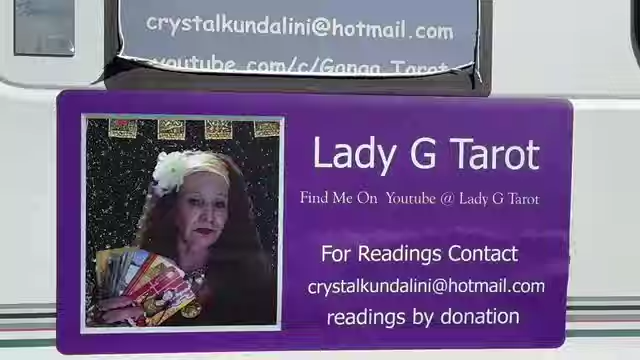 crystalkundalini@hotmail.com
youtube.com/c/Ganga Tarot
Lady G Tarot
Find Me On Youtube @ Lady G Tarot
For Readings Contact
crystalkundalini@hotmail.com
readings by donation